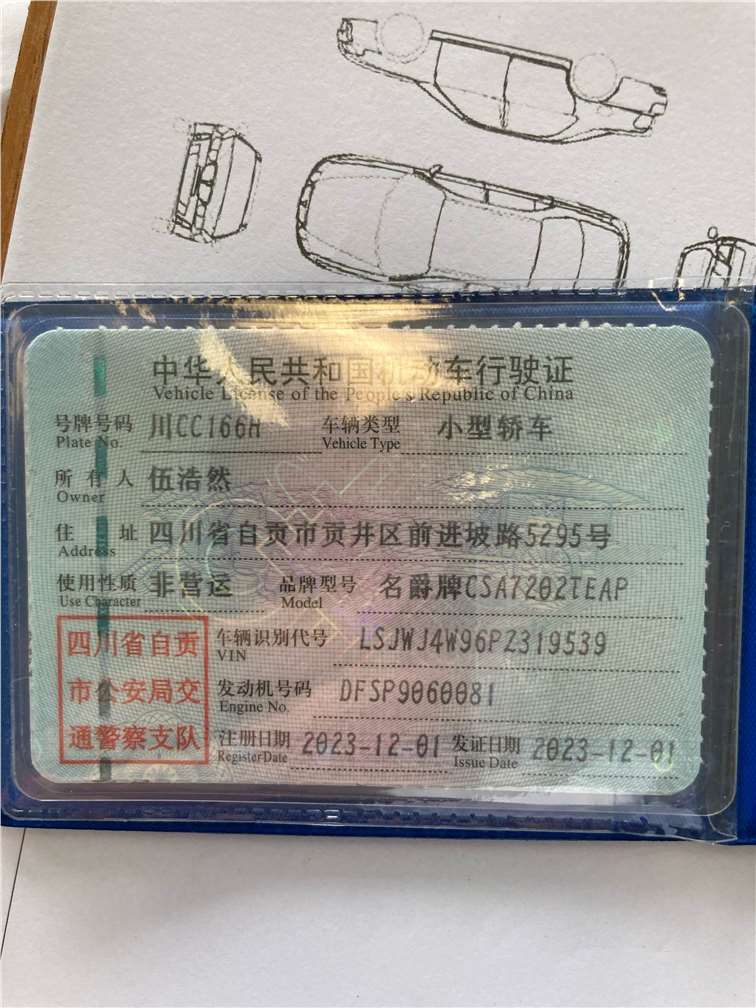 中华人民共和国机动车行驶证
Vehicle License of the People's Republic of China
号牌号码 川CC166H 车辆类型 小型轿车
Plate No. Vehicle Type
所有人 伍浩然
Owner
住址 四川省自贡市贡井区前进坡路5295号
Address
使用性质 非营运 品牌型号 名爵牌CSA7202TEAP
Use Character Model
四川省自贡
市公安局交
通警察支队
车辆识别代号 LSJWJ4W96PZ319539
VIN
发动机号码 DFSP9060081
Engine No.
注册日期 2023-12-01 发证日期 2023-12-01
Register Date Issue Date